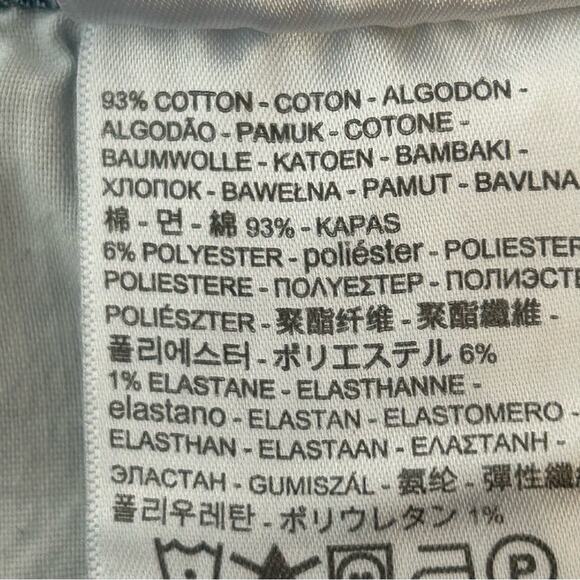 93% COTTON - COTON - ALGODÓN -
ALGODÃO - PAMUK - COTONE -
BAUMWOLLE - KATOEN - BAMBAKI -
ХЛОПОК - BAWEŁNA - PAMUT - BAVLNA
棉 - 면 - 綿 93% - KAPAS
6% POLYESTER - poliéster - POLIESTER
POLIESTERE - ΠΟΛΥΕΣΤΕΡ - ПОЛИЭСТЕ
POLIÉSZTER - 聚酯纤维 - 聚酯纖維 -
폴리에스터 - ポリエステル 6%
1% ELASTANE - ELASTHANNE -
elastano - ELASTAN - ELASTOMERO -
ELASTHAN - ELASTAAN - ΕΛΑΣΤΑΝΗ -
ЭЛАСТАН - GUMISZÁL - 氨纶 - 彈性纖
폴리우레탄 - ポリウレタン 1%
P